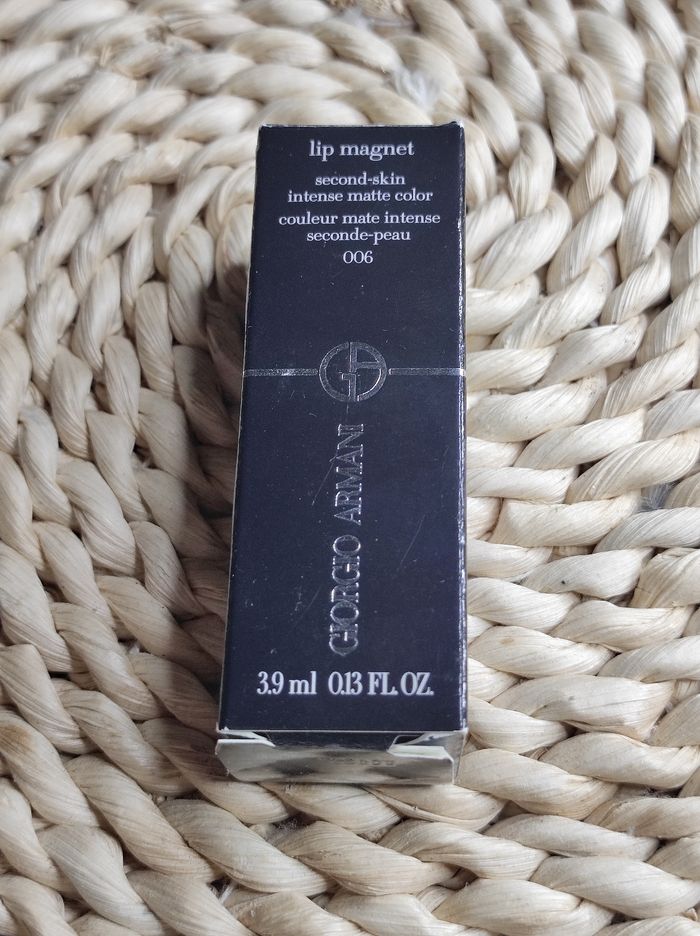 lip magnet
second-skin
intense matte color
couleur mate intense
seconde-peau
006
GA
GIORGIO ARMANI
3.9 ml 0.13 FL. OZ.